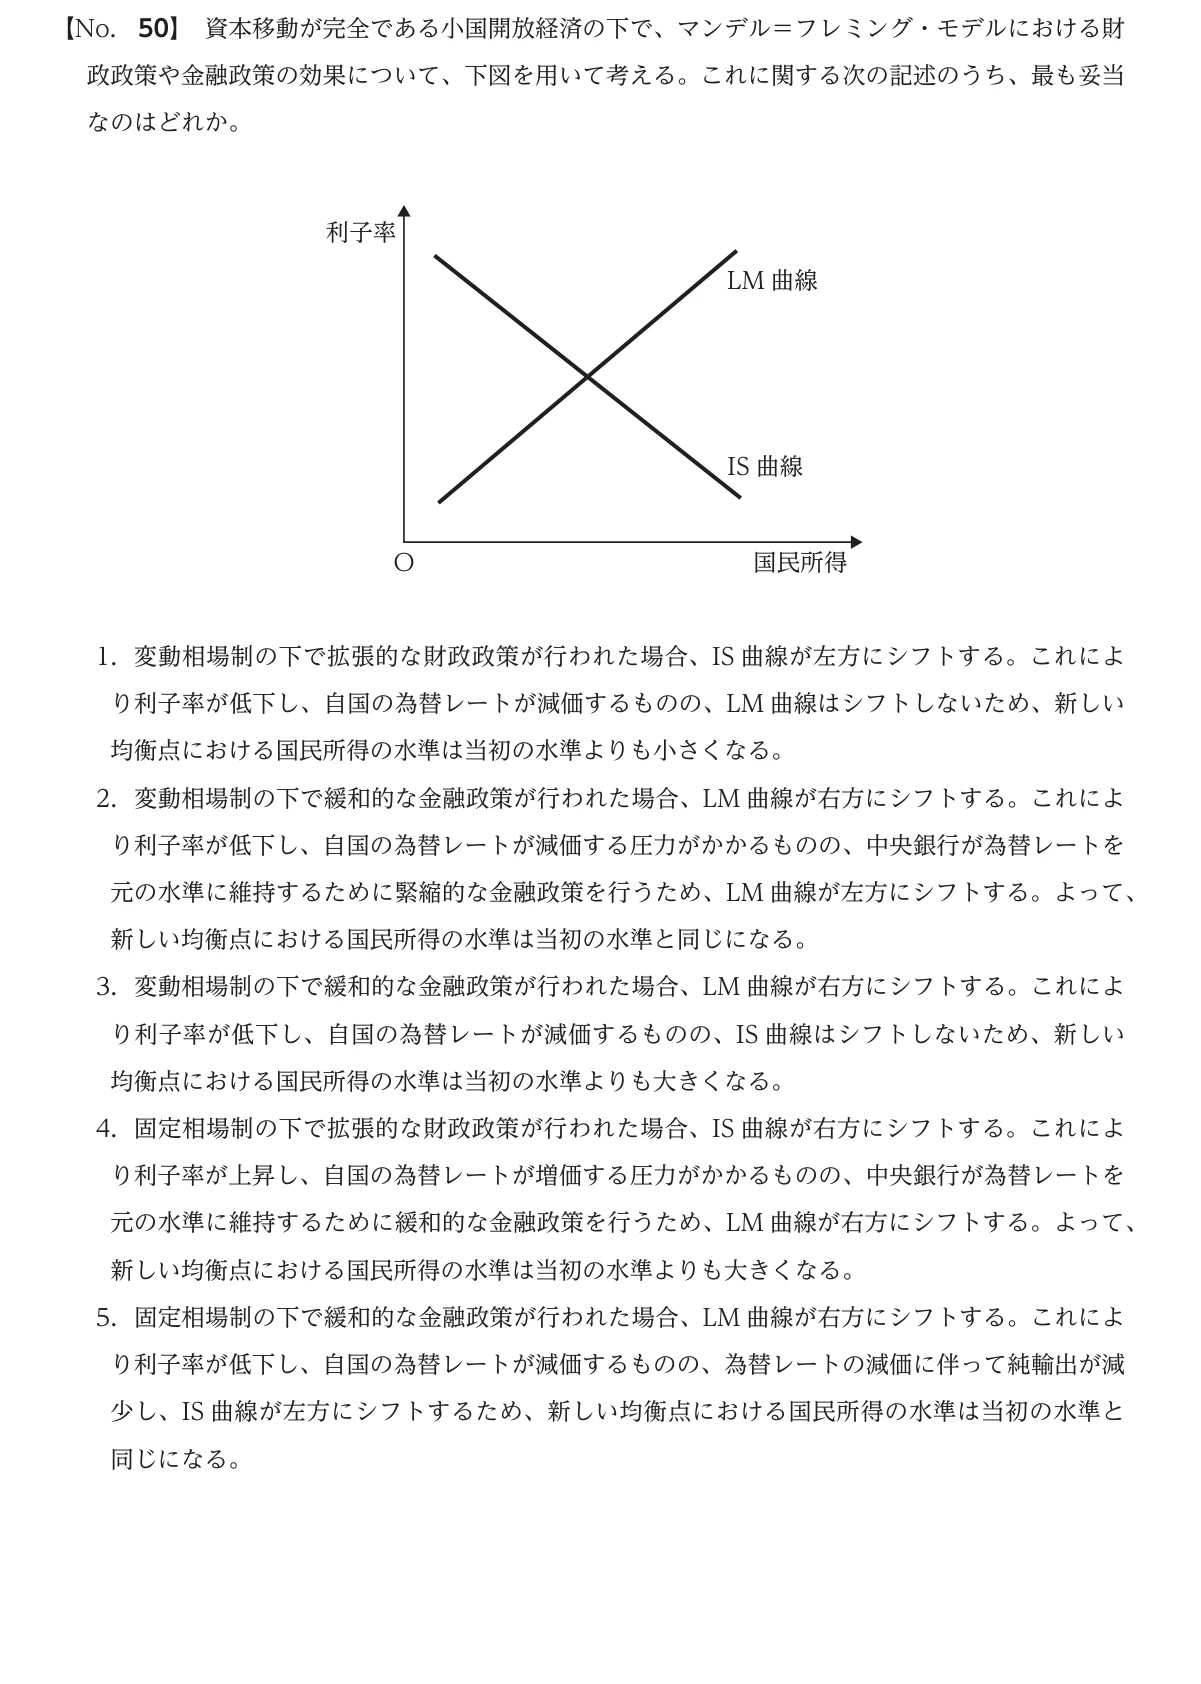 【No. 50】 資本移動が完全である小国開放経済の下で、マンデル＝フレミング・モデルにおける財
政政策や金融政策の効果について、下図を用いて考える。これに関する次の記述のうち、最も妥当
なのはどれか。
利子率
LM 曲線
IS 曲線
O
国民所得
1. 変動相場制の下で拡張的な財政政策が行われた場合、IS 曲線が左方にシフトする。これによ
り利子率が低下し、自国の為替レートが減価するものの、LM 曲線はシフトしないため、新しい
均衡点における国民所得の水準は当初の水準よりも小さくなる。
2. 変動相場制の下で緩和的な金融政策が行われた場合、LM 曲線が右方にシフトする。これによ
り利子率が低下し、自国の為替レートが減価する圧力がかかるものの、中央銀行が為替レートを
元の水準に維持するために緊縮的な金融政策を行うため、LM 曲線が左方にシフトする。よって、
新しい均衡点における国民所得の水準は当初の水準と同じになる。
3. 変動相場制の下で緩和的な金融政策が行われた場合、LM 曲線が右方にシフトする。これによ
り利子率が低下し、自国の為替レートが減価するものの、IS 曲線はシフトしないため、新しい
均衡点における国民所得の水準は当初の水準よりも大きくなる。
4. 固定相場制の下で拡張的な財政政策が行われた場合、IS 曲線が右方にシフトする。これによ
り利子率が上昇し、自国の為替レートが増価する圧力がかかるものの、中央銀行が為替レートを
元の水準に維持するために緩和的な金融政策を行うため、LM 曲線が右方にシフトする。よって、
新しい均衡点における国民所得の水準は当初の水準よりも大きくなる。
5. 固定相場制の下で緩和的な金融政策が行われた場合、LM 曲線が右方にシフトする。これによ
り利子率が低下し、自国の為替レートが減価するものの、為替レートの減価に伴って純輸出が減
少し、IS 曲線が左方にシフトするため、新しい均衡点における国民所得の水準は当初の水準と
同じになる。